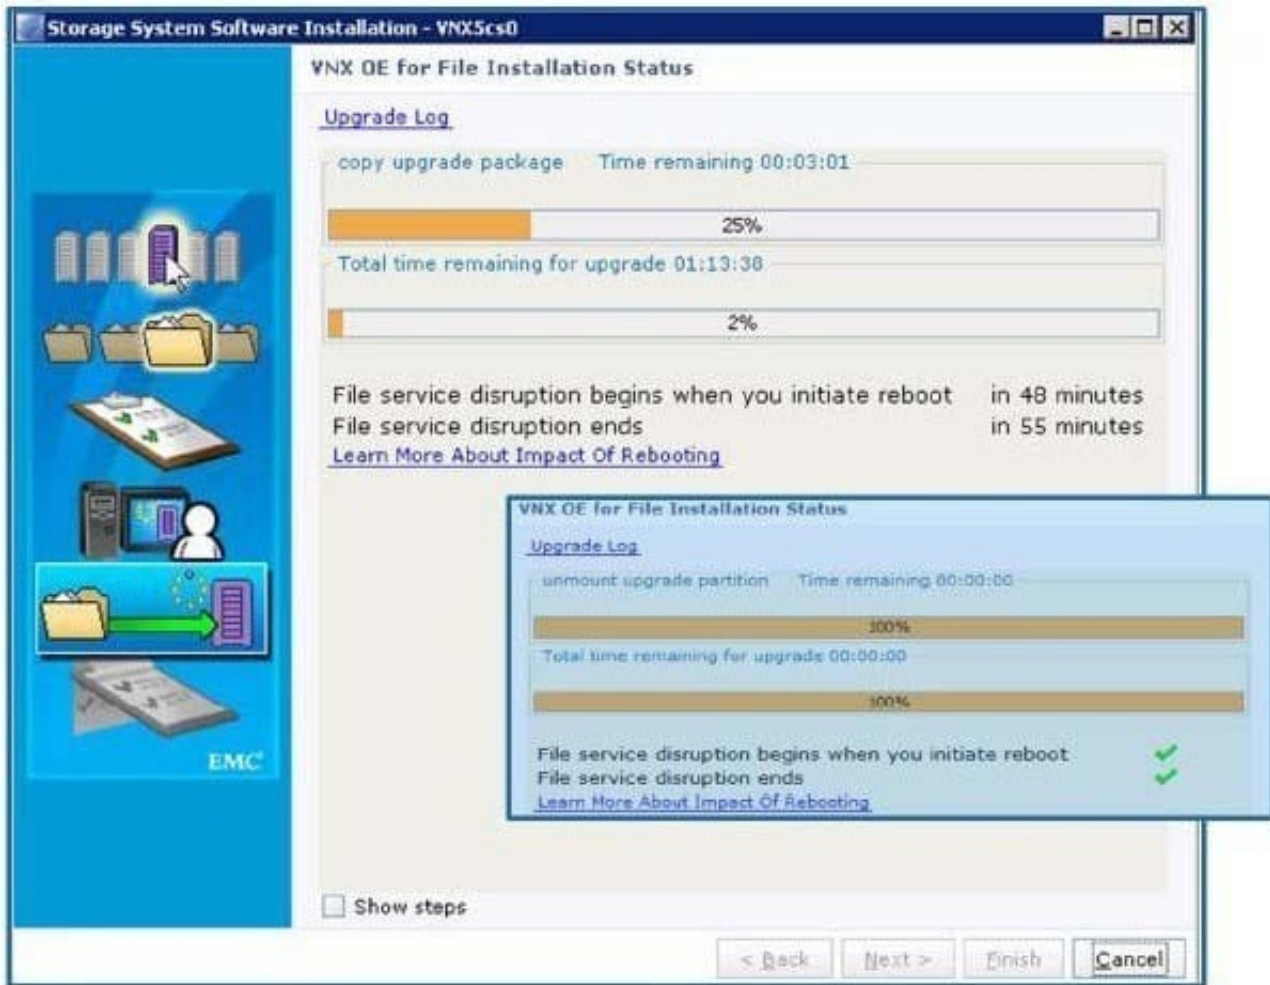 Storage System Software Installation - VNX5cs0
VNX OE for File Installation Status
Upgrade Log
copy upgrade package Time remaining 00:03:01
25%
Total time remaining for upgrade 01:13:38
2%
File service disruption begins when you initiate reboot in 48 minutes
File service disruption ends in 55 minutes
Learn More About Impact Of Rebooting
VNX OE for File Installation Status
Upgrade Log
unmount upgrade partition Time remaining 00:00:00
100%
Total time remaining for upgrade 00:00:00
100%
File service disruption begins when you initiate reboot
File service disruption ends
Learn More About Impact Of Rebooting
EMC
Show steps
< Back Next > Finish Cancel